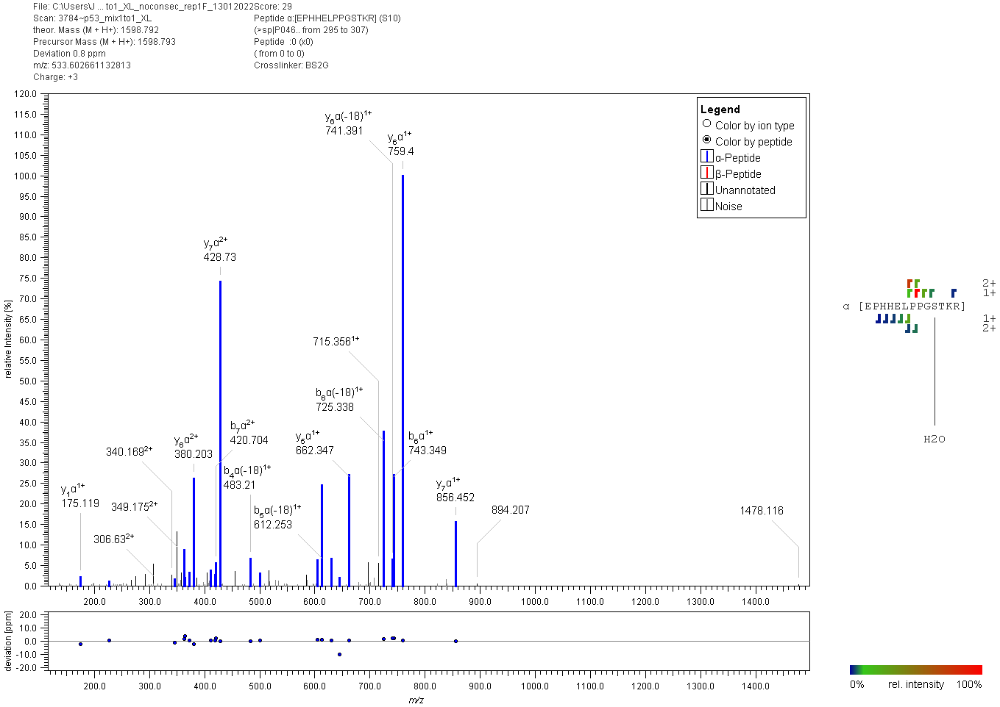 File: C:\Users\J ... to1_XL_noconsec_rep1F_13012022Score: 29
Scan: 3784~p53_mix1to1_XL Peptide α:[EPHHELPPGSTKR] (S10)
theor. Mass (M + H+): 1598.792 (>sp|P046.. from 295 to 307)
Precursor Mass (M + H+): 1598.793 Peptide :0 (x0)
Deviation 0.8 ppm ( from 0 to 0)
m/z: 533.602661132813 Crosslinker: BS2G
Charge: +3
120.0
115.0
110.0
105.0
100.0
95.0
90.0
85.0
80.0
75.0
70.0
65.0
60.0
55.0
50.0
45.0
40.0
35.0
30.0
25.0
20.0
15.0
10.0
5.0
0.0
relative Intensity [%]
y6α(-18)1+
741.391
y6α1+
759.4
y7α2+
428.73
715.3561+
b6α(-18)1+
725.338
b7α2+
420.704
y6α2+
380.203
340.1692+
y5α1+
662.347
b6α1+
743.349
b4α(-18)1+
483.21
y1α1+
175.119
349.1752+
b5α(-18)1+
612.253
306.632+
y7α1+
856.452
894.207
1478.116
200.0 300.0 400.0 500.0 600.0 700.0 800.0 900.0 1000.0 1100.0 1200.0 1300.0 1400.0
Legend
Color by ion type
Color by peptide
α-Peptide
β-Peptide
Unannotated
Noise
2+
1+
α [EPHHELPPGSTKR]
1+
2+
H2O
20.0
10.0
0.0
-10.0
-20.0
deviation [ppm]
200.0 300.0 400.0 500.0 600.0 700.0 800.0 900.0 1000.0 1100.0 1200.0 1300.0 1400.0
m/z
0% rel. intensity 100%